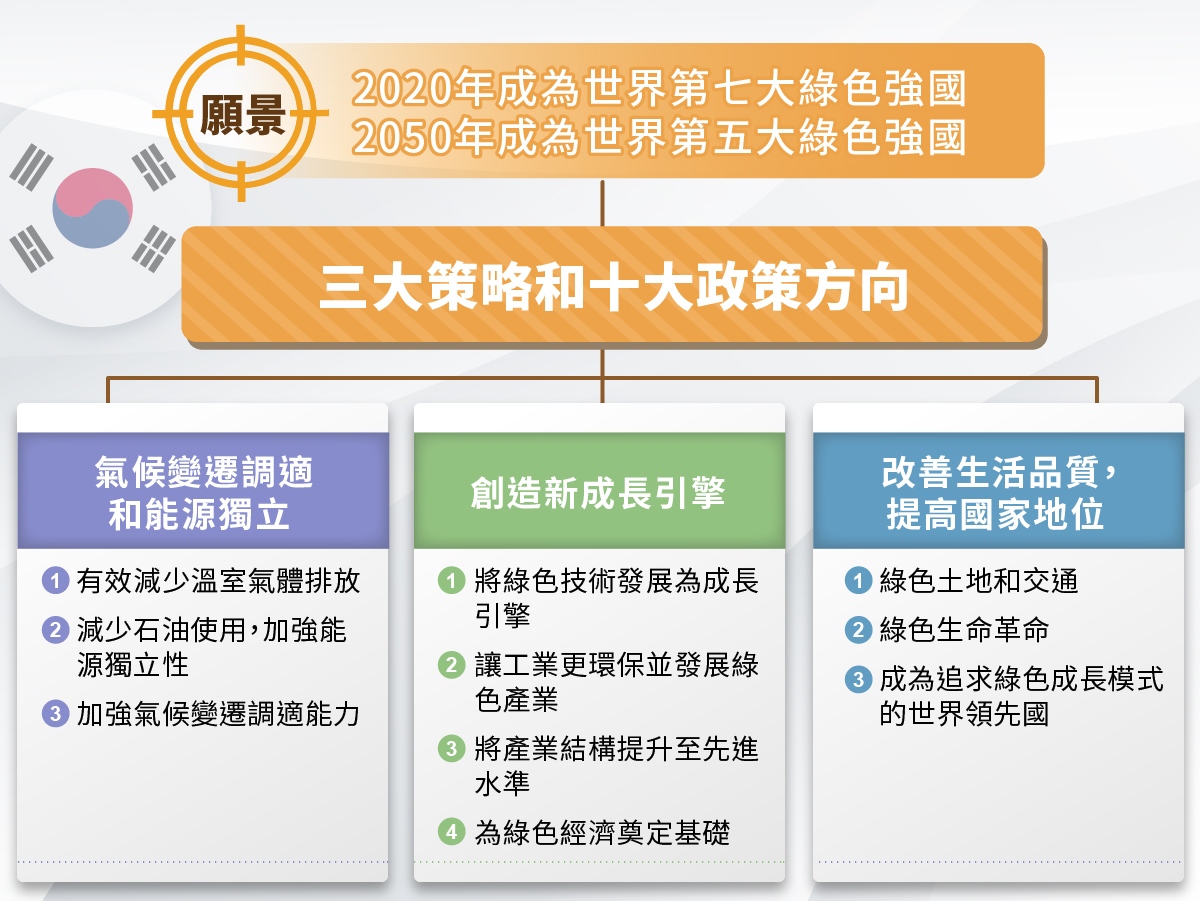 願景
2020年成為世界第七大綠色強國
2050年成為世界第五大綠色強國
三大策略和十大政策方向
氣候變遷調適
和能源獨立
1 有效減少溫室氣體排放
2 減少石油使用，加強能
源獨立性
3 加強氣候變遷調適能力
創造新成長引擎
1 將綠色技術發展為成長
引擎
2 讓工業更環保並發展綠
色產業
3 將產業結構提升至先進
水準
4 為綠色經濟奠定基礎
改善生活品質，
提高國家地位
1 綠色土地和交通
2 綠色生命革命
3 成為追求綠色成長模式
的世界領先國